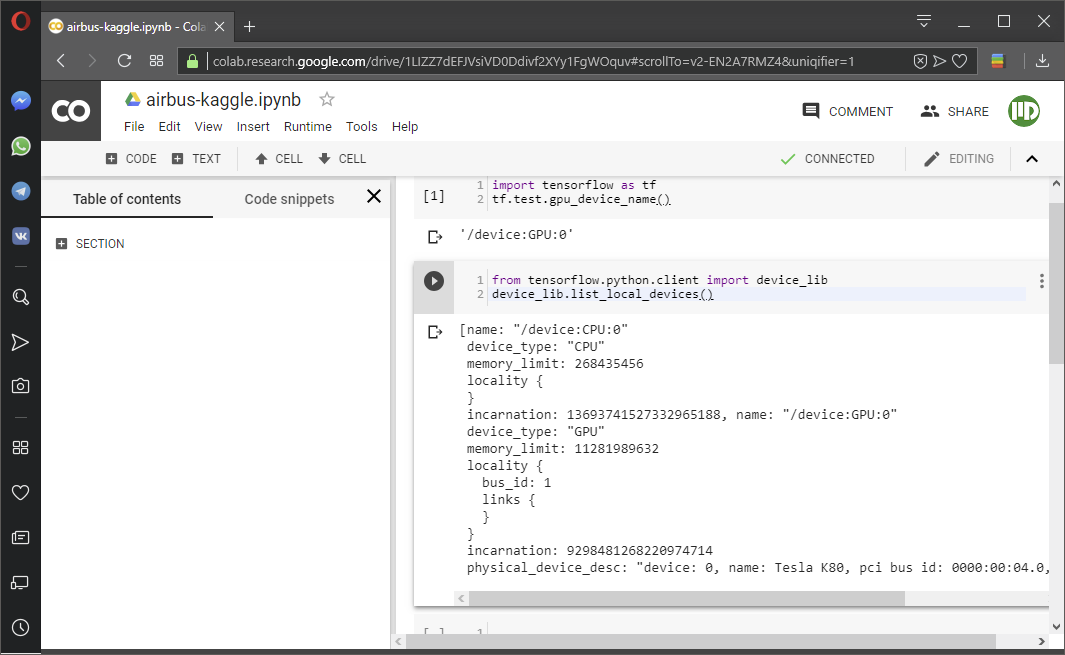 airbus-kaggle.ipynb - Cola
colab.research.google.com/drive/1LIZZ7dEFJVsiVD0Ddivf2XYy1FgWOquv#scrollTo=v2-EN2A7RMZ4&uniqifier=1
CO
airbus-kaggle.ipynb
COMMENT
SHARE
File Edit View Insert Runtime Tools Help
CODE TEXT CELL CELL
CONNECTED
EDITING
Table of contents
Code snippets
SECTION
[1]
1 import tensorflow as tf
2 tf.test.gpu_device_name()
'/device:GPU:0'
1 from tensorflow.python.client import device_lib
2 device_lib.list_local_devices()
[name: "/device:CPU:0"
device_type: "CPU"
memory_limit: 268435456
locality {
}
incarnation: 13693741527332965188, name: "/device:GPU:0"
device_type: "GPU"
memory_limit: 11281989632
locality {
bus_id: 1
links {
}
}
incarnation: 9298481268220974714
physical_device_desc: "device: 0, name: Tesla K80, pci bus id: 0000:00:04.0,
[ ] 1